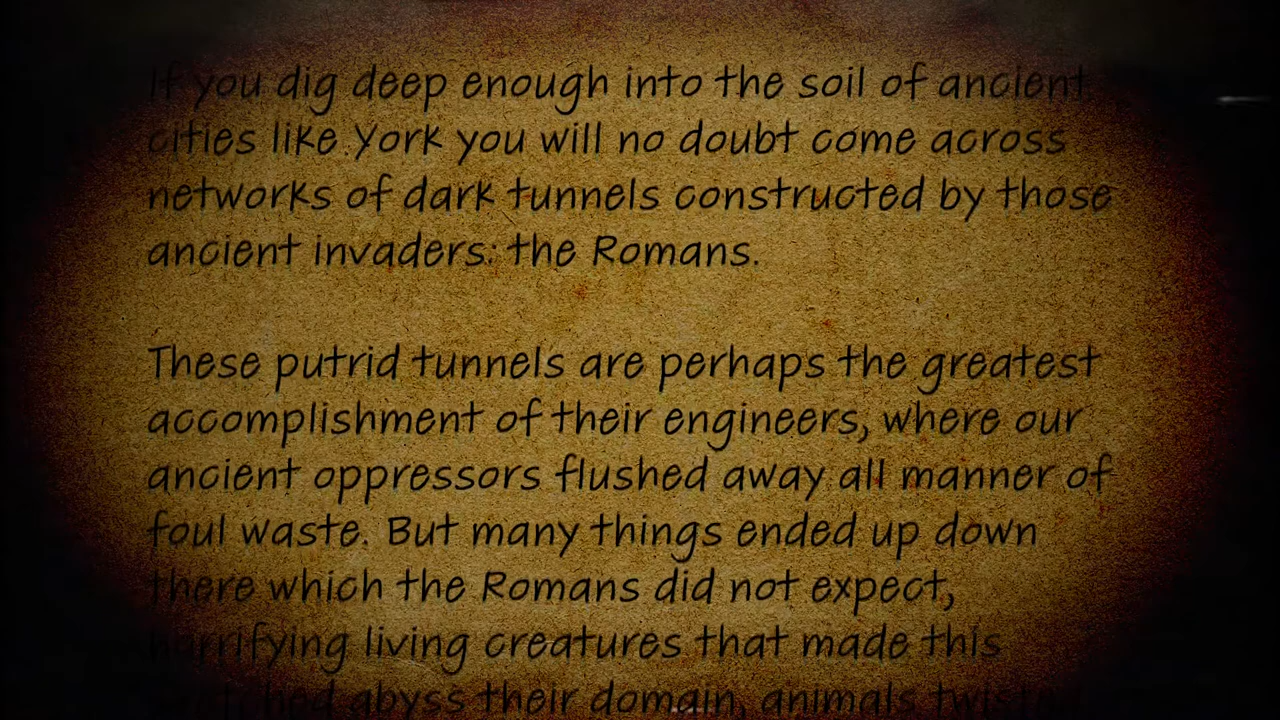 If you dig deep enough into the soil of ancient
cities like York you will no doubt come across
networks of dark tunnels constructed by those
ancient invaders: the Romans.
These putrid tunnels are perhaps the greatest
accomplishment of their engineers, where our
ancient oppressors flushed away all manner of
foul waste. But many things ended up down
there which the Romans did not expect,
horrifying living creatures that made this
wretched abyss their domain, animals twisted